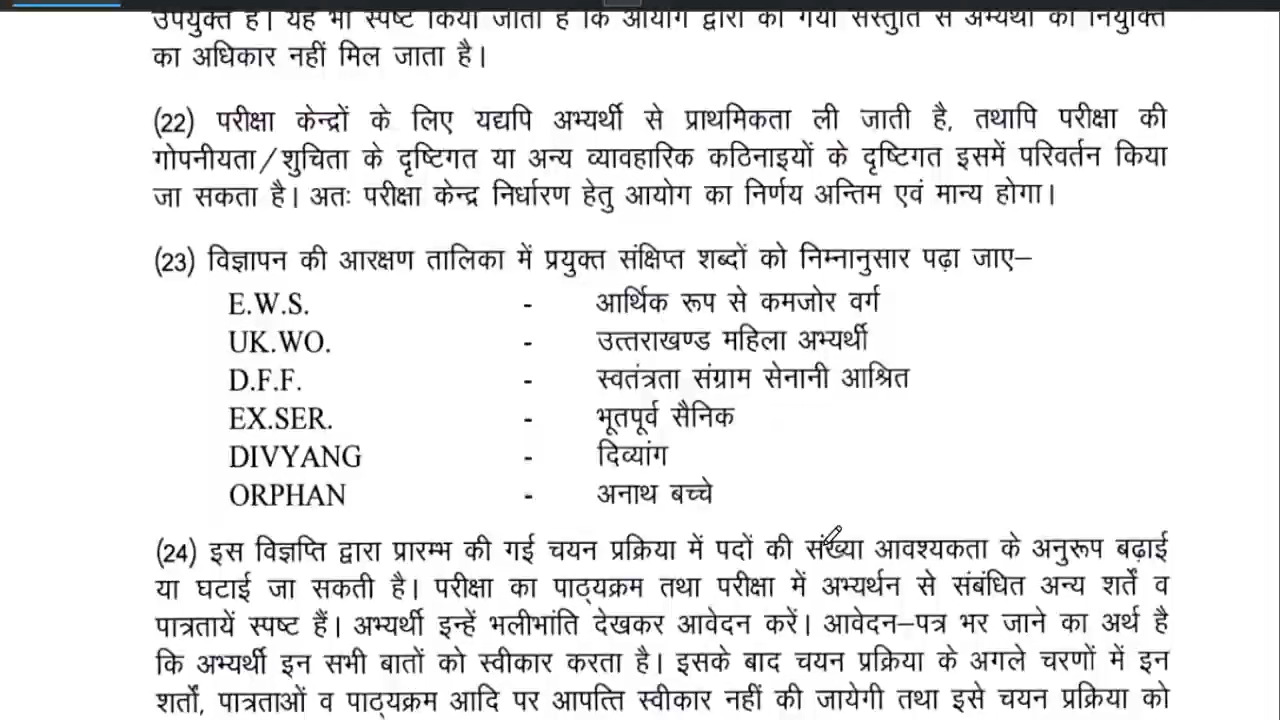 उपयुक्त है। यह भी स्पष्ट किया जाता है कि आयोग द्वारा की गयी संस्तुति से अभ्यर्थी को नियुक्ति
का अधिकार नहीं मिल जाता है।
(22) परीक्षा केन्द्रों के लिए यद्यपि अभ्यर्थी से प्राथमिकता ली जाती है, तथापि परीक्षा की
गोपनीयता/शुचिता के दृष्टिगत या अन्य व्यावहारिक कठिनाइयों के दृष्टिगत इसमें परिवर्तन किया
जा सकता है। अतः परीक्षा केन्द्र निर्धारण हेतु आयोग का निर्णय अन्तिम एवं मान्य होगा।
(23) विज्ञापन की आरक्षण तालिका में प्रयुक्त संक्षिप्त शब्दों को निम्नानुसार पढ़ा जाए–
E.W.S. - आर्थिक रूप से कमजोर वर्ग
UK.WO. - उत्तराखण्ड महिला अभ्यर्थी
D.F.F. - स्वतंत्रता संग्राम सेनानी आश्रित
EX.SER. - भूतपूर्व सैनिक
DIVYANG - दिव्यांग
ORPHAN - अनाथ बच्चे
(24) इस विज्ञप्ति द्वारा प्रारम्भ की गई चयन प्रक्रिया में पदों की संख्या आवश्यकता के अनुरूप बढ़ाई
या घटाई जा सकती है। परीक्षा का पाठ्यक्रम तथा परीक्षा में अभ्यर्थन से संबंधित अन्य शर्तें व
पात्रतायें स्पष्ट हैं। अभ्यर्थी इन्हें भलीभांति देखकर आवेदन करें। आवेदन–पत्र भर जाने का अर्थ है
कि अभ्यर्थी इन सभी बातों को स्वीकार करता है। इसके बाद चयन प्रक्रिया के अगले चरणों में इन
शर्तों, पात्रताओं व पाठ्यक्रम आदि पर आपत्ति स्वीकार नहीं की जायेगी तथा इसे चयन प्रक्रिया को